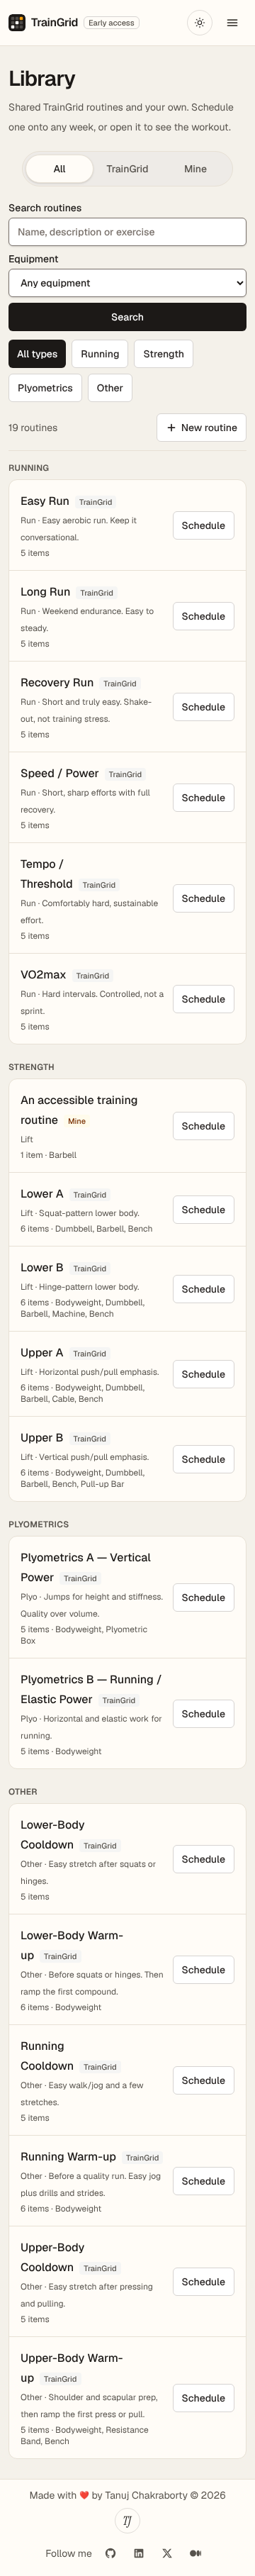 TrainGrid Early access
Library
Shared TrainGrid routines and your own. Schedule
one onto any week, or open it to see the workout.
All TrainGrid Mine
Search routines
Name, description or exercise
Equipment
Any equipment
Search
All types Running Strength
Plyometrics Other
19 routines + New routine
RUNNING
Easy Run TrainGrid
Run · Easy aerobic run. Keep it
conversational.
5 items
Schedule
Long Run TrainGrid
Run · Weekend endurance. Easy to
steady.
5 items
Schedule
Recovery Run TrainGrid
Run · Short and truly easy. Shake-
out, not training stress.
5 items
Schedule
Speed / Power TrainGrid
Run · Short, sharp efforts with full
recovery.
5 items
Schedule
Tempo /
Threshold TrainGrid
Run · Comfortably hard, sustainable
effort.
5 items
Schedule
VO2max TrainGrid
Run · Hard intervals. Controlled, not a
sprint.
5 items
Schedule
STRENGTH
An accessible training
routine Mine
Lift
1 item · Barbell
Schedule
Lower A TrainGrid
Lift · Squat-pattern lower body.
6 items · Dumbbell, Barbell, Bench
Schedule
Lower B TrainGrid
Lift · Hinge-pattern lower body.
6 items · Bodyweight, Dumbbell,
Barbell, Machine, Bench
Schedule
Upper A TrainGrid
Lift · Horizontal push/pull emphasis.
6 items · Bodyweight, Dumbbell,
Barbell, Cable, Bench
Schedule
Upper B TrainGrid
Lift · Vertical push/pull emphasis.
6 items · Bodyweight, Dumbbell,
Barbell, Bench, Pull-up Bar
Schedule
PLYOMETRICS
Plyometrics A — Vertical
Power TrainGrid
Plyo · Jumps for height and stiffness.
Quality over volume.
5 items · Bodyweight, Plyometric
Box
Schedule
Plyometrics B — Running /
Elastic Power TrainGrid
Plyo · Horizontal and elastic work for
running.
5 items · Bodyweight
Schedule
OTHER
Lower-Body
Cooldown TrainGrid
Other · Easy stretch after squats or
hinges.
5 items
Schedule
Lower-Body Warm-
up TrainGrid
Other · Before squats or hinges. Then
ramp the first compound.
6 items · Bodyweight
Schedule
Running
Cooldown TrainGrid
Other · Easy walk/jog and a few
stretches.
5 items
Schedule
Running Warm-up TrainGrid
Other · Before a quality run. Easy jog
plus drills and strides.
6 items · Bodyweight
Schedule
Upper-Body
Cooldown TrainGrid
Other · Easy stretch after pressing
and pulling.
5 items
Schedule
Upper-Body Warm-
up TrainGrid
Other · Shoulder and scapular prep,
then ramp the first press or pull.
5 items · Bodyweight, Resistance
Band, Bench
Schedule
Made with ❤️ by Tanuj Chakraborty © 2026
TJ
Follow me